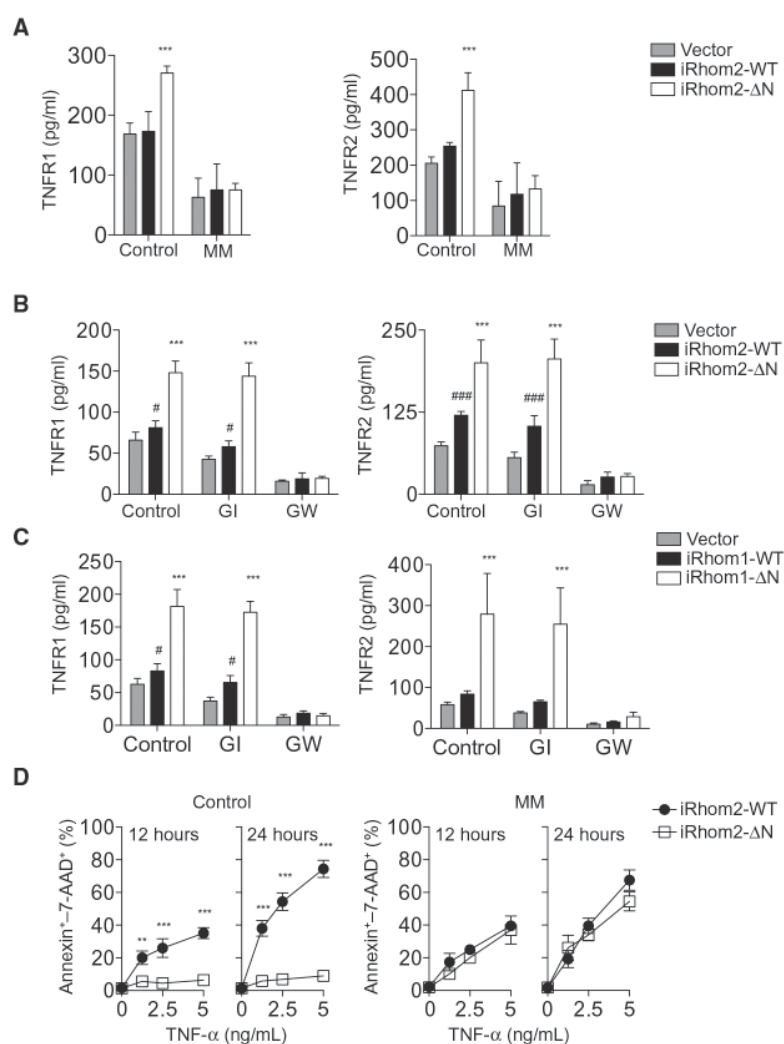 A
TNFR1 (pg/ml)
300
200
100
0
***
Control
MM
TNFR2 (pg/ml)
500
400
300
200
100
0
***
Control
MM
Vector
iRhom2-WT
iRhom2-ΔN
B
TNFR1 (pg/ml)
200
150
100
50
0
#
***
#
***
Control
GI
GW
TNFR2 (pg/ml)
250
125
0
###
***
###
***
Control
GI
GW
Vector
iRhom2-WT
iRhom2-ΔN
C
TNFR1 (pg/ml)
250
200
150
100
50
0
#
***
#
***
Control
GI
GW
TNFR2 (pg/ml)
400
300
200
100
0
***
***
Control
GI
GW
Vector
iRhom1-WT
iRhom1-ΔN
D
Control
Annexin⁺–7-AAD⁺ (%)
100
80
60
40
20
0
12 hours
**
***
***
0
2.5
5
24 hours
***
***
***
0
2.5
5
TNF-α (ng/mL)
MM
Annexin⁺–7-AAD⁺ (%)
100
80
60
40
20
0
12 hours
0
2.5
5
24 hours
0
2.5
5
TNF-α (ng/mL)
iRhom2-WT
iRhom2-ΔN